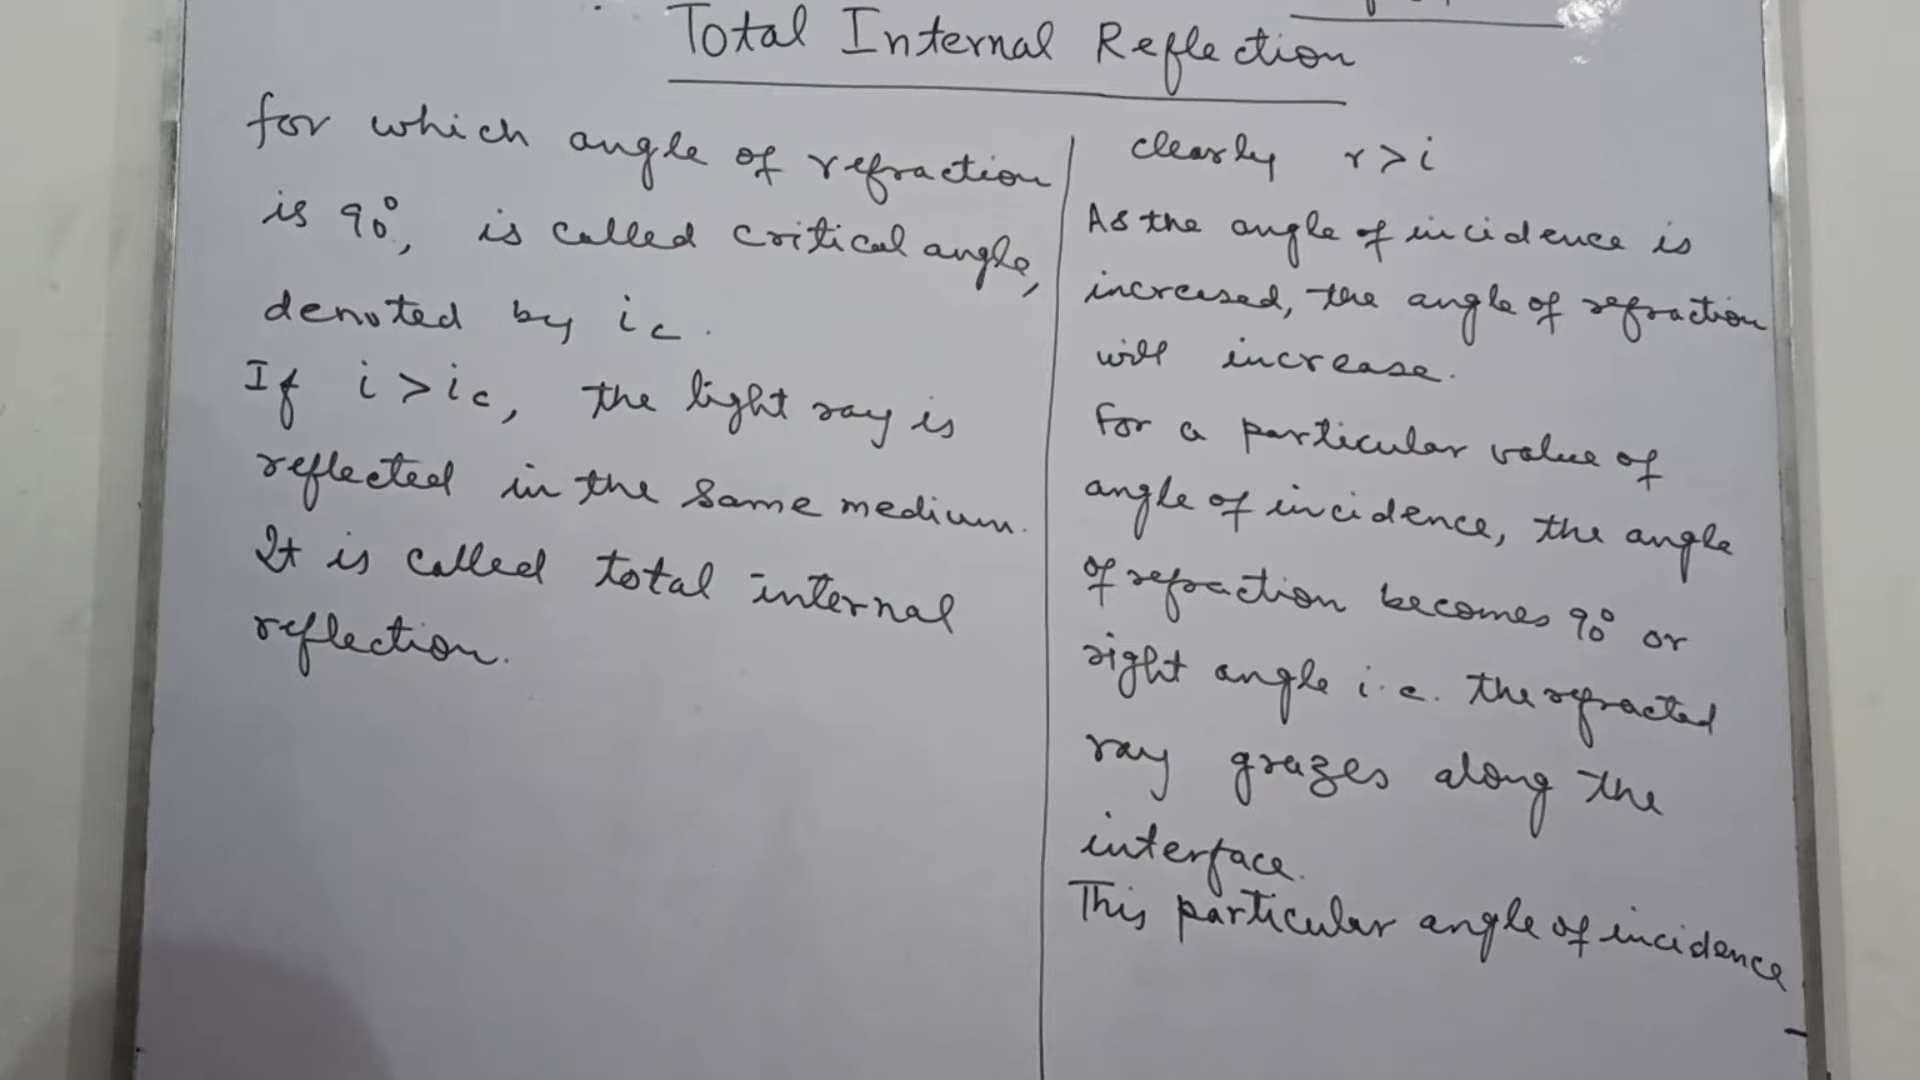 Total Internal Reflection
clearly r > i
As the angle of incidence is
increased, the angle of refraction
will increase.
For a particular value of
angle of incidence, the angle
of refraction becomes 90° or
right angle i.e. the refracted
ray grazes along the
interface.
This particular angle of incidence
for which angle of refraction
is 90°, is called critical angle,
denoted by ic.
If i > ic, the light ray is
reflected in the same medium.
It is called total internal
reflection.